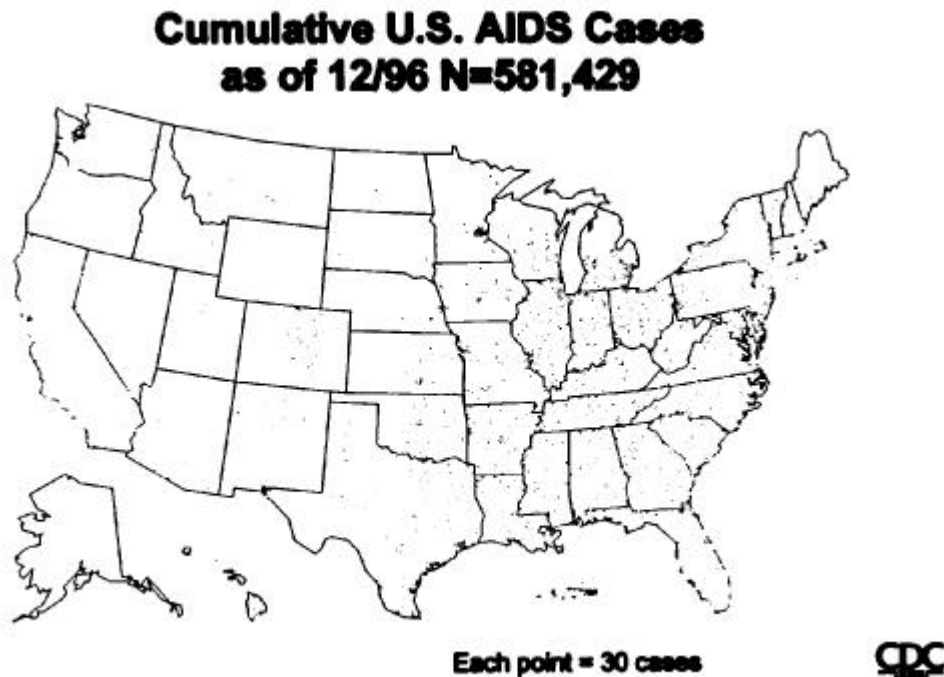 Cumulative U.S. AIDS Cases
as of 12/96 N=581,429
Each point = 30 cases
CDC